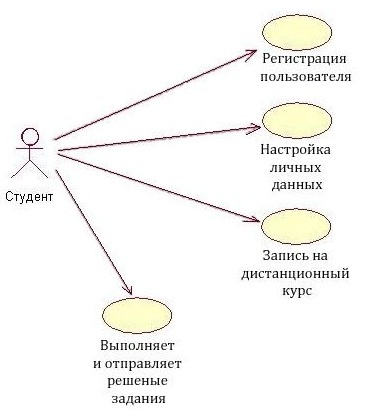 Регистрация
пользователя
Настройка
личных
данных
Студент
Запись на
дистанционный
курс
Выполняет
и отправляет
решеные
задания